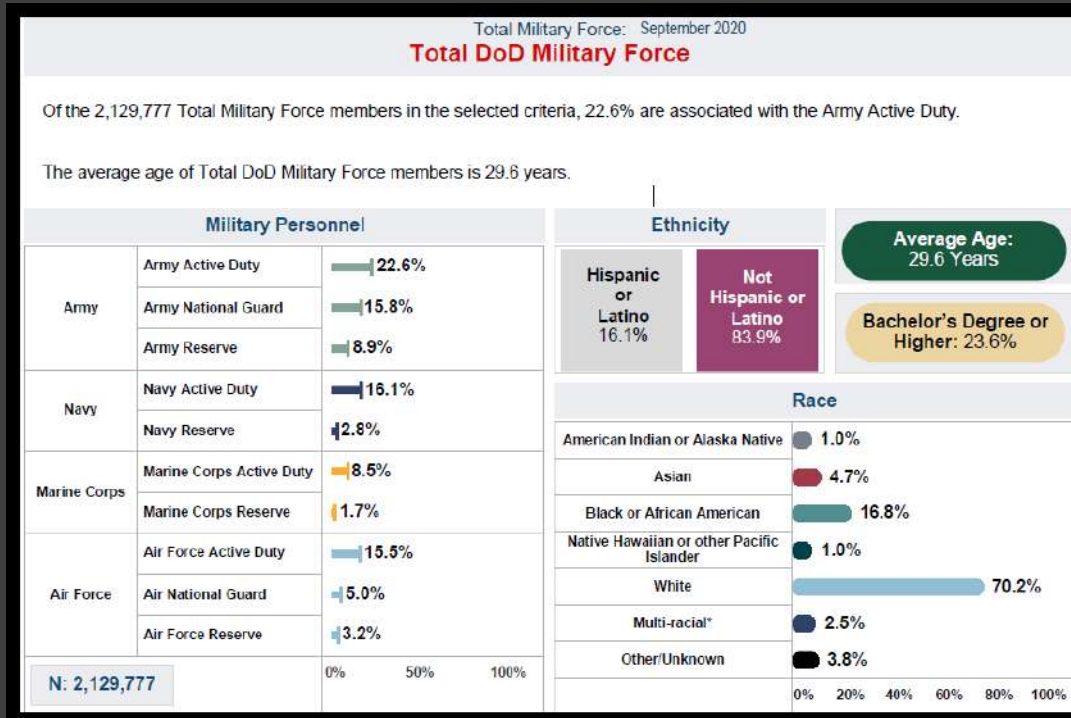 Total Military Force: September 2020
Total DoD Military Force
Of the 2,129,777 Total Military Force members in the selected criteria, 22.6% are associated with the Army Active Duty.
The average age of Total DoD Military Force members is 29.6 years.
Military Personnel
Army
Army Active Duty 22.6%
Army National Guard 15.8%
Army Reserve 8.9%
Navy
Navy Active Duty 16.1%
Navy Reserve 2.8%
Marine Corps
Marine Corps Active Duty 8.5%
Marine Corps Reserve 1.7%
Air Force
Air Force Active Duty 15.5%
Air National Guard 5.0%
Air Force Reserve 3.2%
0% 50% 100%
N: 2,129,777
Ethnicity
Hispanic
or
Latino
16.1%
Not
Hispanic or
Latino
83.9%
Average Age:
29.6 Years
Bachelor's Degree or
Higher: 23.6%
Race
American Indian or Alaska Native 1.0%
Asian 4.7%
Black or African American 16.8%
Native Hawaiian or other Pacific
Islander 1.0%
White 70.2%
Multi-racial* 2.5%
Other/Unknown 3.8%
0% 20% 40% 60% 80% 100%